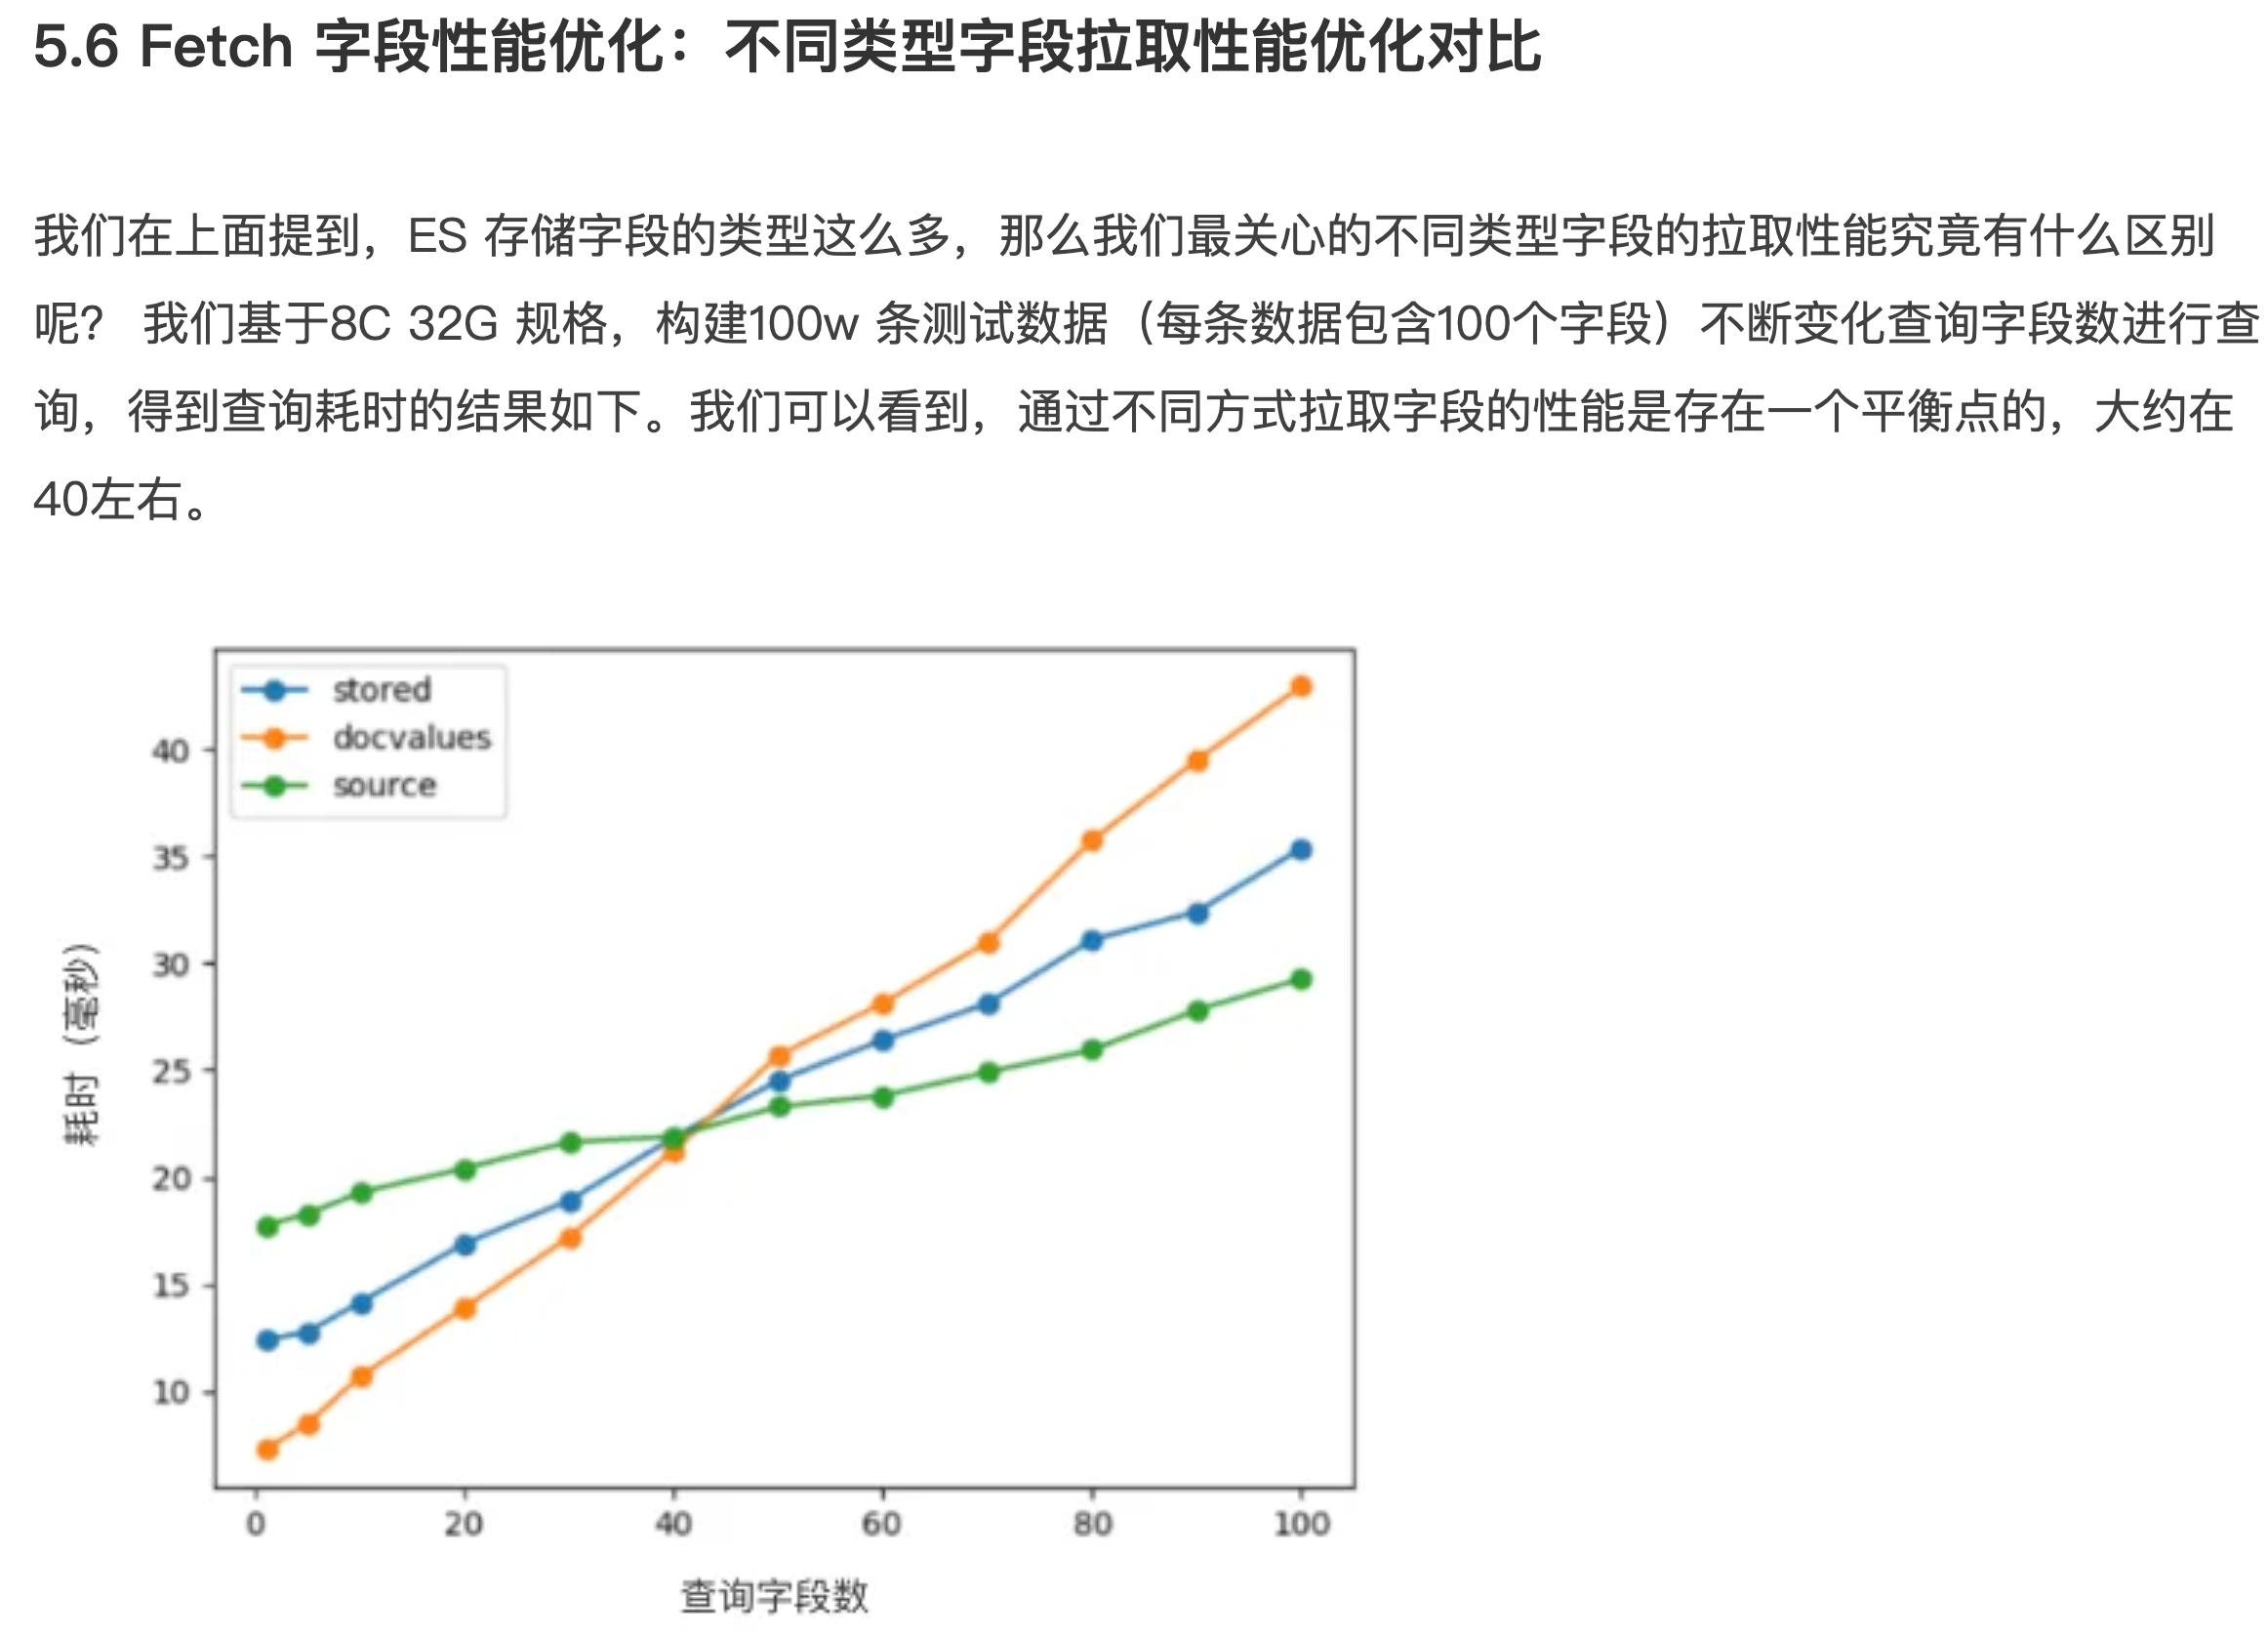 5.6 Fetch 字段性能优化：不同类型字段拉取性能优化对比
我们在上面提到，ES 存储字段的类型这么多，那么我们最关心的不同类型字段的拉取性能究竟有什么区别
呢？ 我们基于8C 32G 规格，构建100w 条测试数据（每条数据包含100个字段）不断变化查询字段数进行查
询，得到查询耗时的结果如下。我们可以看到，通过不同方式拉取字段的性能是存在一个平衡点的，大约在
40左右。
stored
docvalues
source
40
35
30
25
20
15
10
耗时（毫秒）
0 20 40 60 80 100
查询字段数